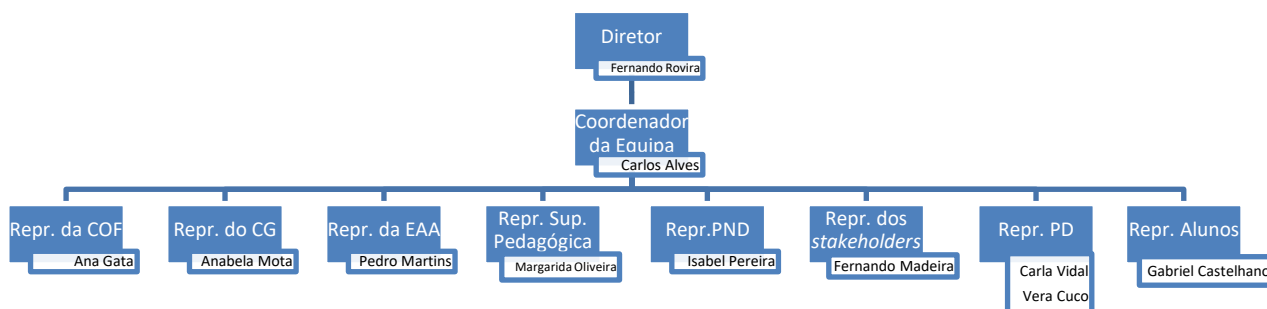 Diretor
Fernando Rovira
Coordenador
da Equipa
Carlos Alves
Repr. da COF
Ana Gata
Repr. do CG
Anabela Mota
Repr. da EAA
Pedro Martins
Repr. Sup.
Pedagógica
Margarida Oliveira
Repr.PND
Isabel Pereira
Repr. dos
stakeholders
Fernando Madeira
Repr. PD
Carla Vidal
Vera Cuco
Repr. Alunos
Gabriel Castelhano